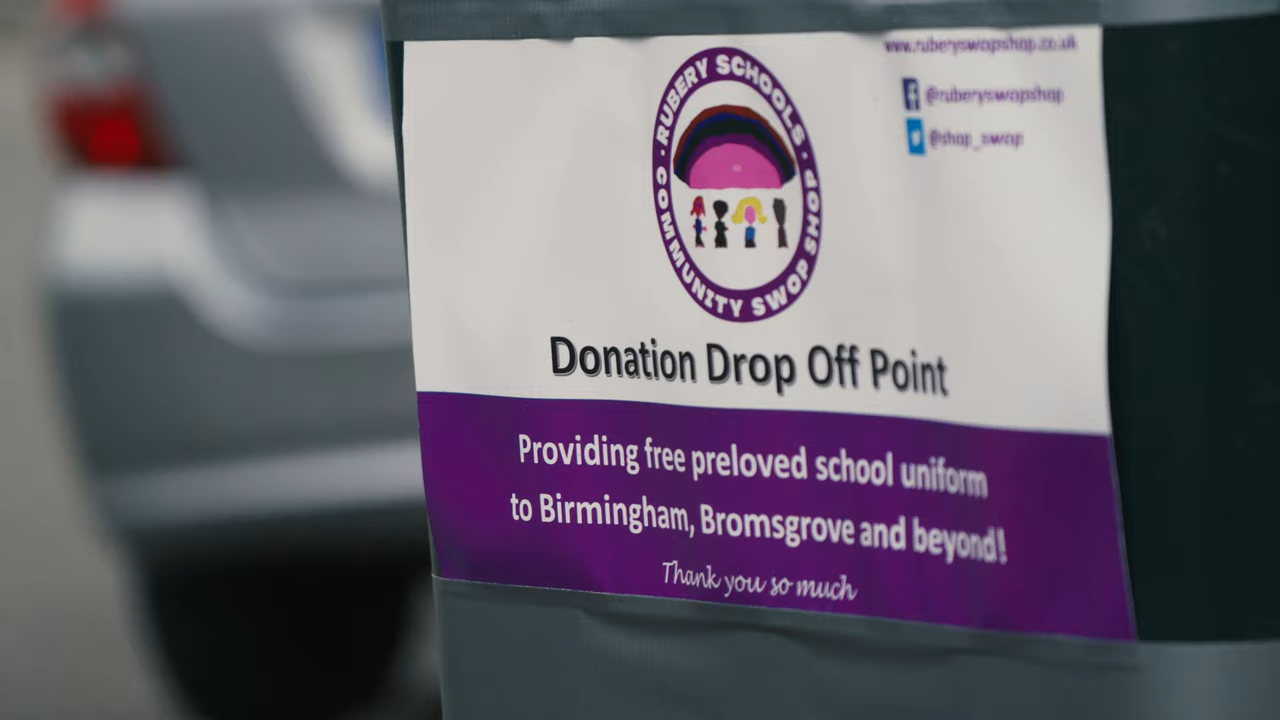 www.ruberyswopshop.co.uk
@ruberyswopshop
@shop_swop
· RUBERY SCHOOLS ·
COMMUNITY SWOP SHOP
Donation Drop Off Point
Providing free preloved school uniform
to Birmingham, Bromsgrove and beyond!
Thank you so much